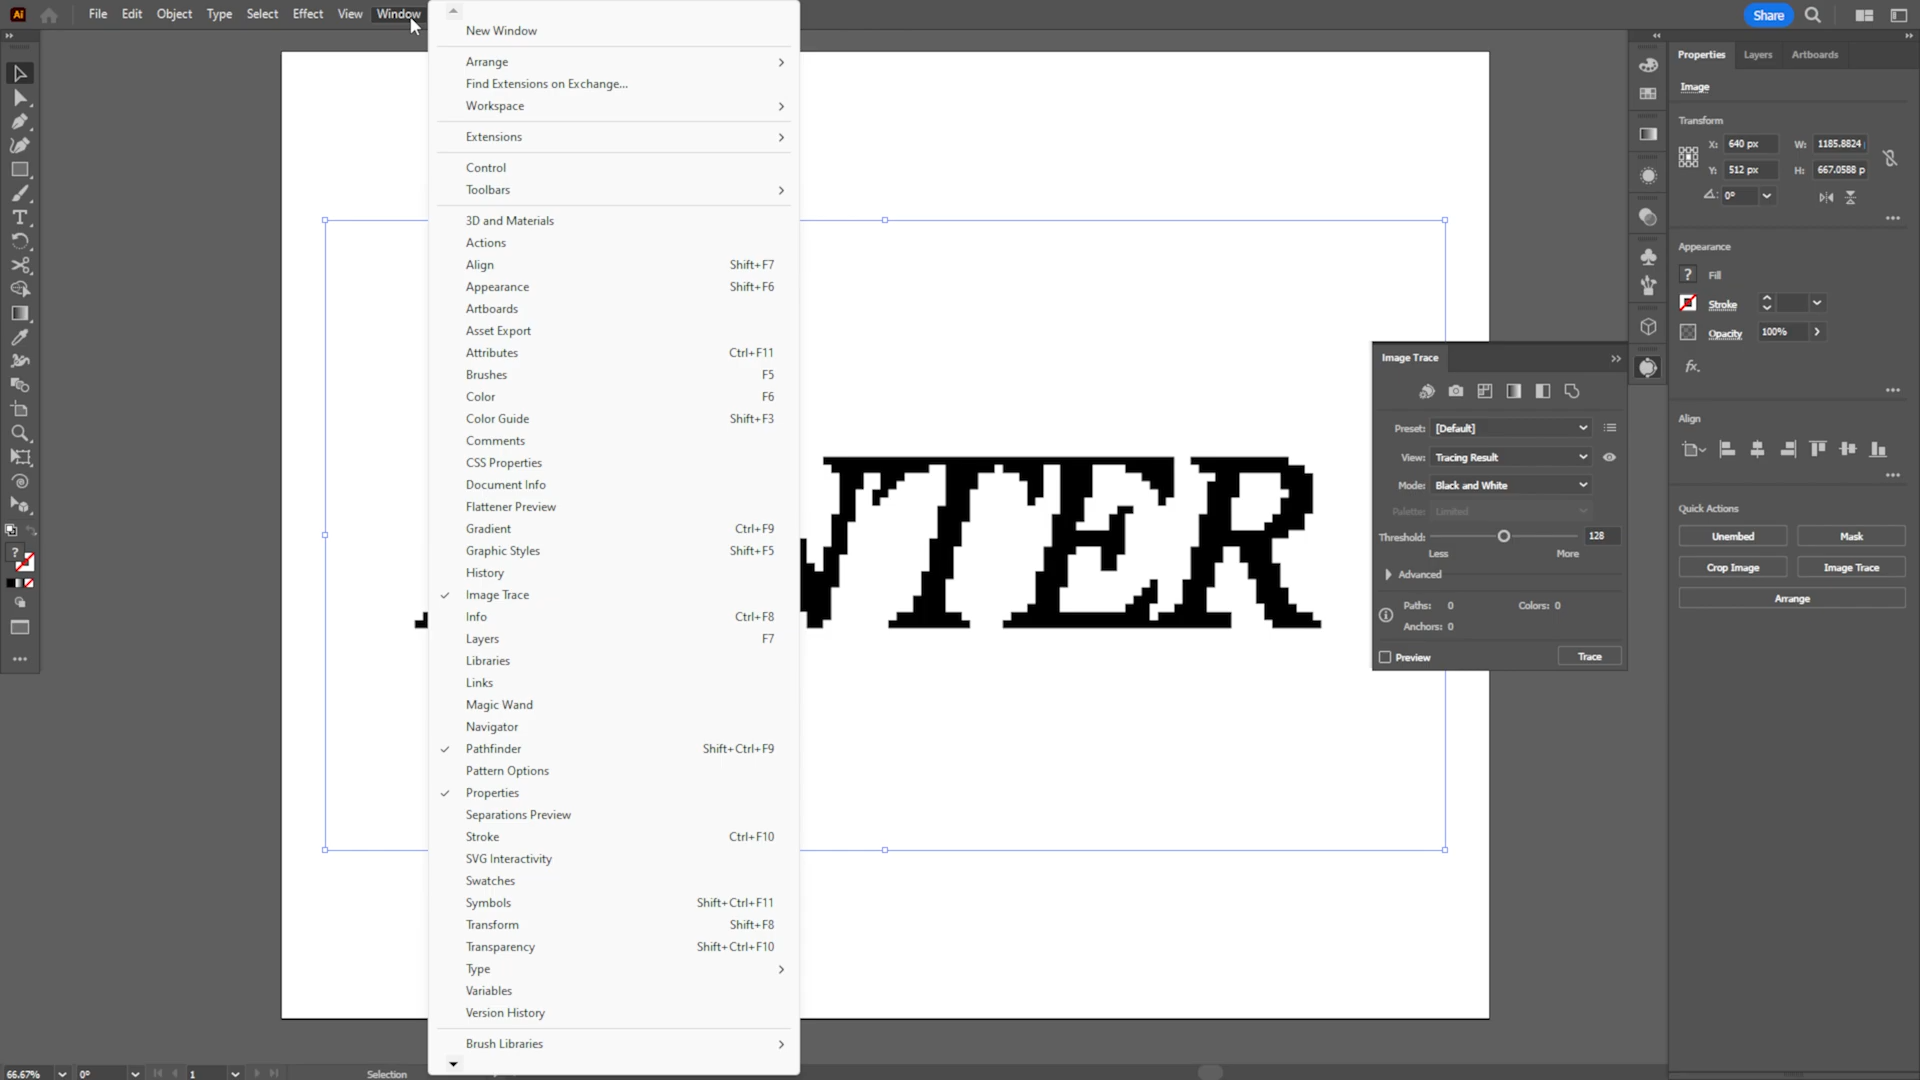 Ai File Edit Object Type Select Effect View Window Share
New Window
Arrange
Find Extensions on Exchange...
Workspace
Extensions
Control
Toolbars
3D and Materials
Actions
Align Shift+F7
Appearance Shift+F6
Artboards
Asset Export
Attributes Ctrl+F11
Brushes F5
Color F6
Color Guide Shift+F3
Comments
CSS Properties
Document Info
Flattener Preview
Gradient Ctrl+F9
Graphic Styles Shift+F5
History
Image Trace
Info Ctrl+F8
Layers F7
Libraries
Links
Magic Wand
Navigator
Pathfinder Shift+Ctrl+F9
Pattern Options
Properties
Separations Preview
Stroke Ctrl+F10
SVG Interactivity
Swatches
Symbols Shift+Ctrl+F11
Transform Shift+F8
Transparency Shift+Ctrl+F10
Type
Variables
Version History
Brush Libraries
TER
Image Trace
Preset: [Default]
View: Tracing Result
Mode: Black and White
Palette: Limited
Threshold: 128
Less More
Advanced
Paths: 0 Colors: 0
Anchors: 0
Preview Trace
Properties Layers Artboards
Image
Transform
X: 640 px W: 1185.8824
Y: 512 px H: 667.0588 p
0°
Appearance
? Fill
Stroke
Opacity 100%
fx.
Align
Quick Actions
Unembed Mask
Crop Image Image Trace
Arrange
66.67% 0° 1 Selection